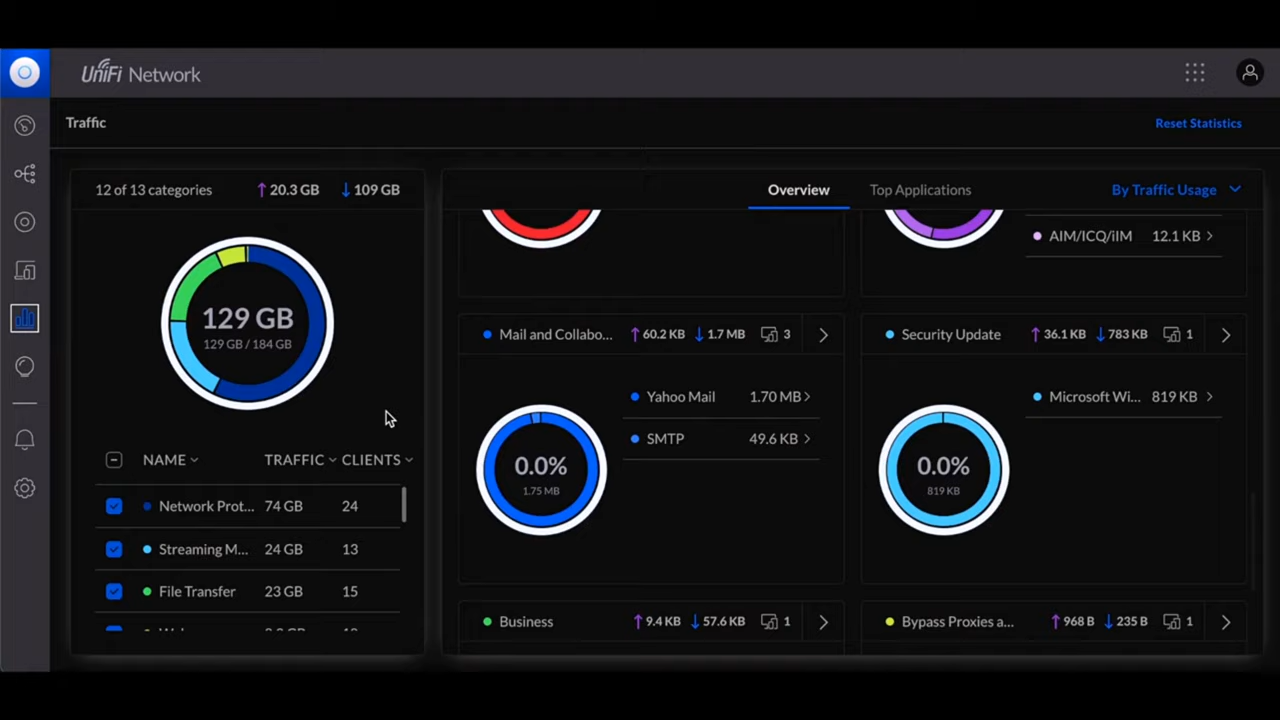 UniFi Network
Traffic
Reset Statistics
12 of 13 categories ↑ 20.3 GB ↓ 109 GB
129 GB
129 GB / 184 GB
NAME TRAFFIC CLIENTS
Network Prot... 74 GB 24
Streaming M... 24 GB 13
File Transfer 23 GB 15
Overview Top Applications By Traffic Usage
AIM/ICQ/iIM 12.1 KB
Mail and Collabo... ↑ 60.2 KB ↓ 1.7 MB 3
Yahoo Mail 1.70 MB
SMTP 49.6 KB
0.0%
1.75 MB
Security Update ↑ 36.1 KB ↓ 783 KB 1
Microsoft Wi... 819 KB
0.0%
819 KB
Business ↑ 9.4 KB ↓ 57.6 KB 1
Bypass Proxies a... ↑ 968 B ↓ 235 B 1